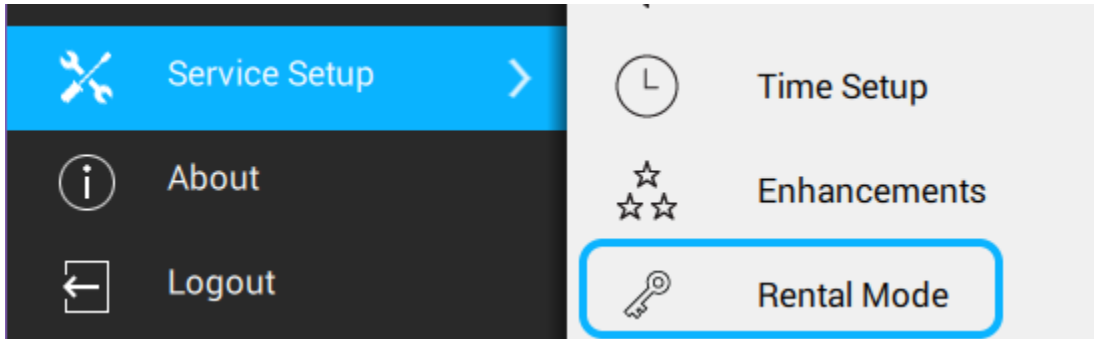 Service Setup
About
Logout
Time Setup
Enhancements
Rental Mode